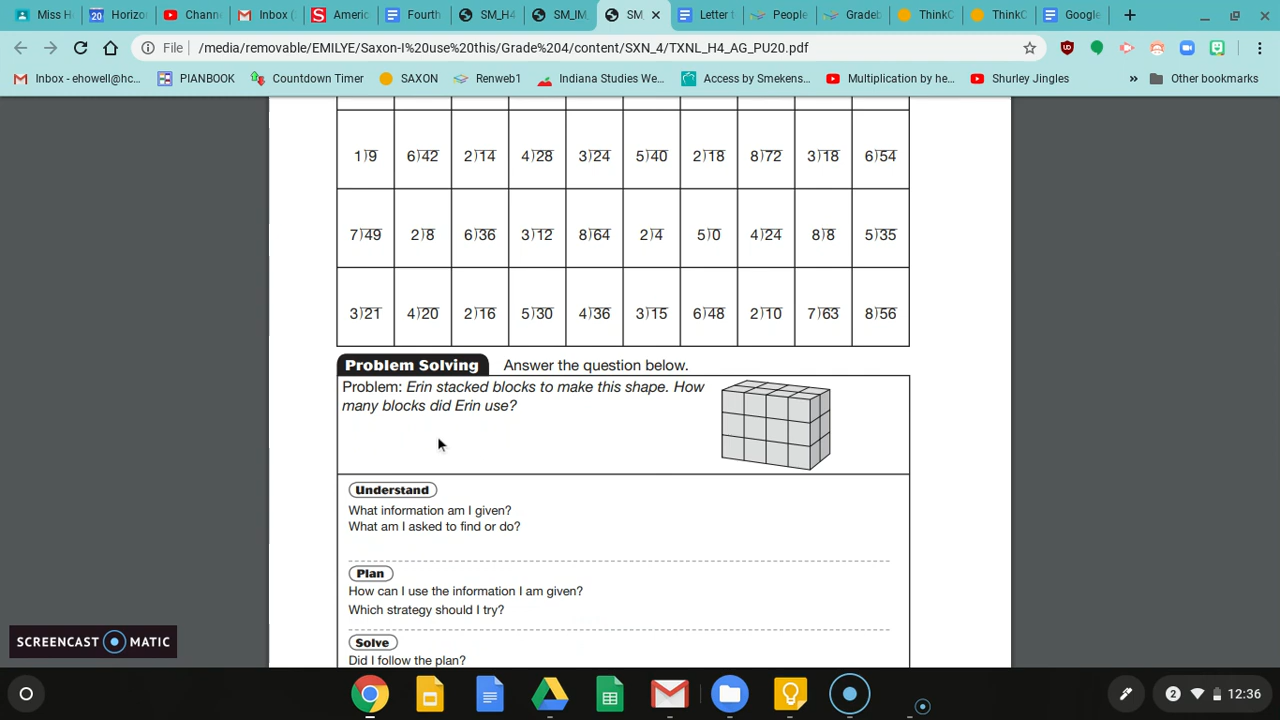 Miss H
20 Horizo
Chann
Inbox (
S Americ
Fourth
SM_H4
SM_IM_
SM_
Letter f
People
Gradeb
ThinkC
ThinkC
Google
File /media/removable/EMILYE/Saxon-I%20use%20this/Grade%204/content/SXN_4/TXNL_H4_AG_PU20.pdf
Inbox - ehowell@hc...
PIANBOOK
Countdown Timer
SAXON
Renweb1
Indiana Studies We...
Access by Smekens...
Multiplication by he...
Shurley Jingles
»
Other bookmarks
1)9 6)42 2)14 4)28 3)24 5)40 2)18 8)72 3)18 6)54
7)49 2)8 6)36 3)12 8)64 2)4 5)0 4)24 8)8 5)35
3)21 4)20 2)16 5)30 4)36 3)15 6)48 2)10 7)63 8)56
Problem Solving Answer the question below.
Problem: Erin stacked blocks to make this shape. How
many blocks did Erin use?
Understand
What information am I given?
What am I asked to find or do?
Plan
How can I use the information I am given?
Which strategy should I try?
Solve
Did I follow the plan?
SCREENCAST MATIC
2 12:36